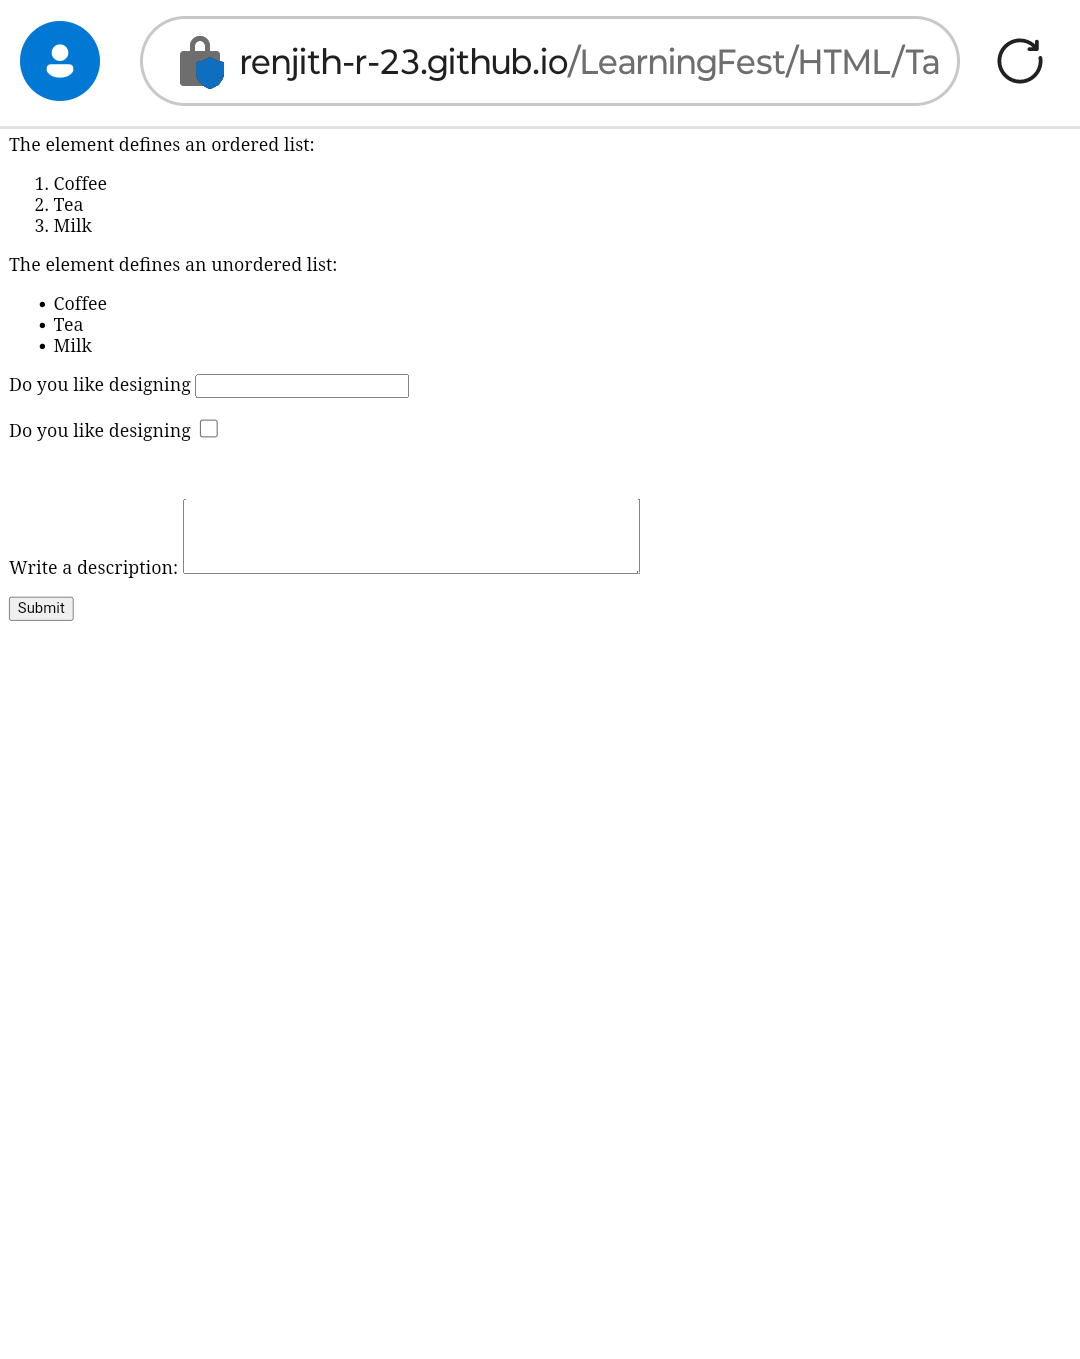 renjith-r-23.github.io/LearningFest/HTML/Ta
The element defines an ordered list:
1. Coffee
2. Tea
3. Milk
The element defines an unordered list:
• Coffee
• Tea
• Milk
Do you like designing
Do you like designing
Write a description:
Submit